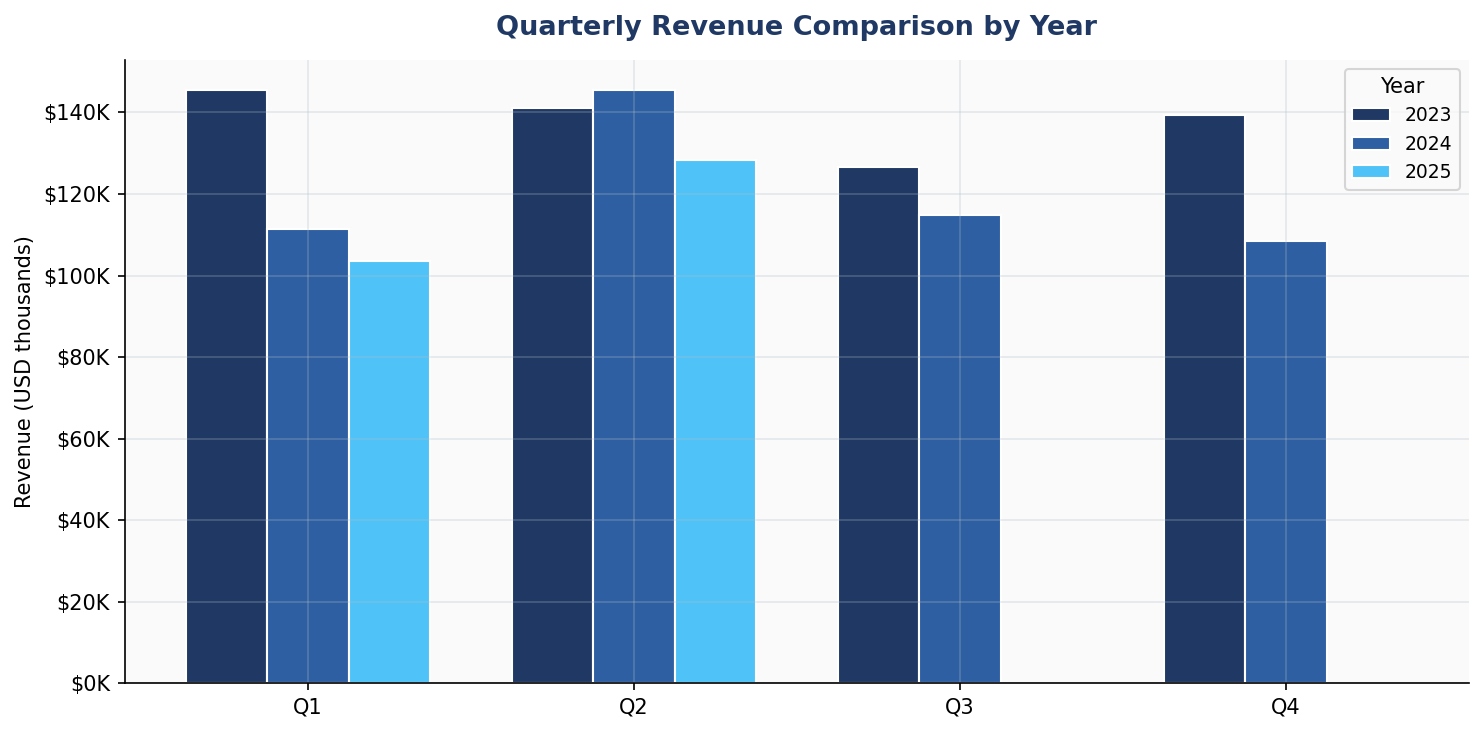 Quarterly Revenue Comparison by Year
Year
2023
2024
2025
Revenue (USD thousands)
$140K
$120K
$100K
$80K
$60K
$40K
$20K
$0K
Q1 Q2 Q3 Q4